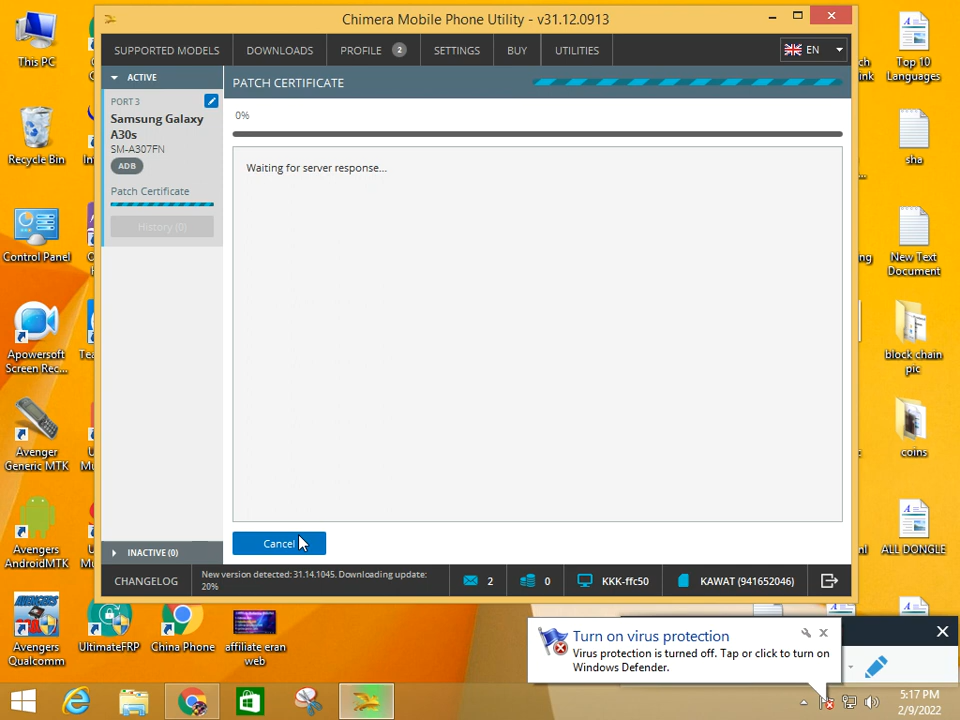 This PC
Recycle Bin
Control Panel
Apowersoft
Screen Rec...
Avenger
Generic MTK
Avengers
AndroidMTK
Avengers
Qualcomm
UltimateFRP
China Phone
affiliate eran
web
Chimera Mobile Phone Utility - v31.12.0913
SUPPORTED MODELS
DOWNLOADS
PROFILE 2
SETTINGS
BUY
UTILITIES
EN
ACTIVE
PORT 3
Samsung Galaxy
A30s
SM-A307FN
ADB
Patch Certificate
History (0)
INACTIVE (0)
PATCH CERTIFICATE
0%
Waiting for server response...
Cancel
CHANGELOG
New version detected: 31.14.1045. Downloading update:
20%
2
0
KKK-ffc50
KAWAT (941652046)
Top 10
Languages
sha
New Text
Document
block chain
pic
coins
ALL DONGLE
Turn on virus protection
Virus protection is turned off. Tap or click to turn on
Windows Defender.
5:17 PM
2/9/2022